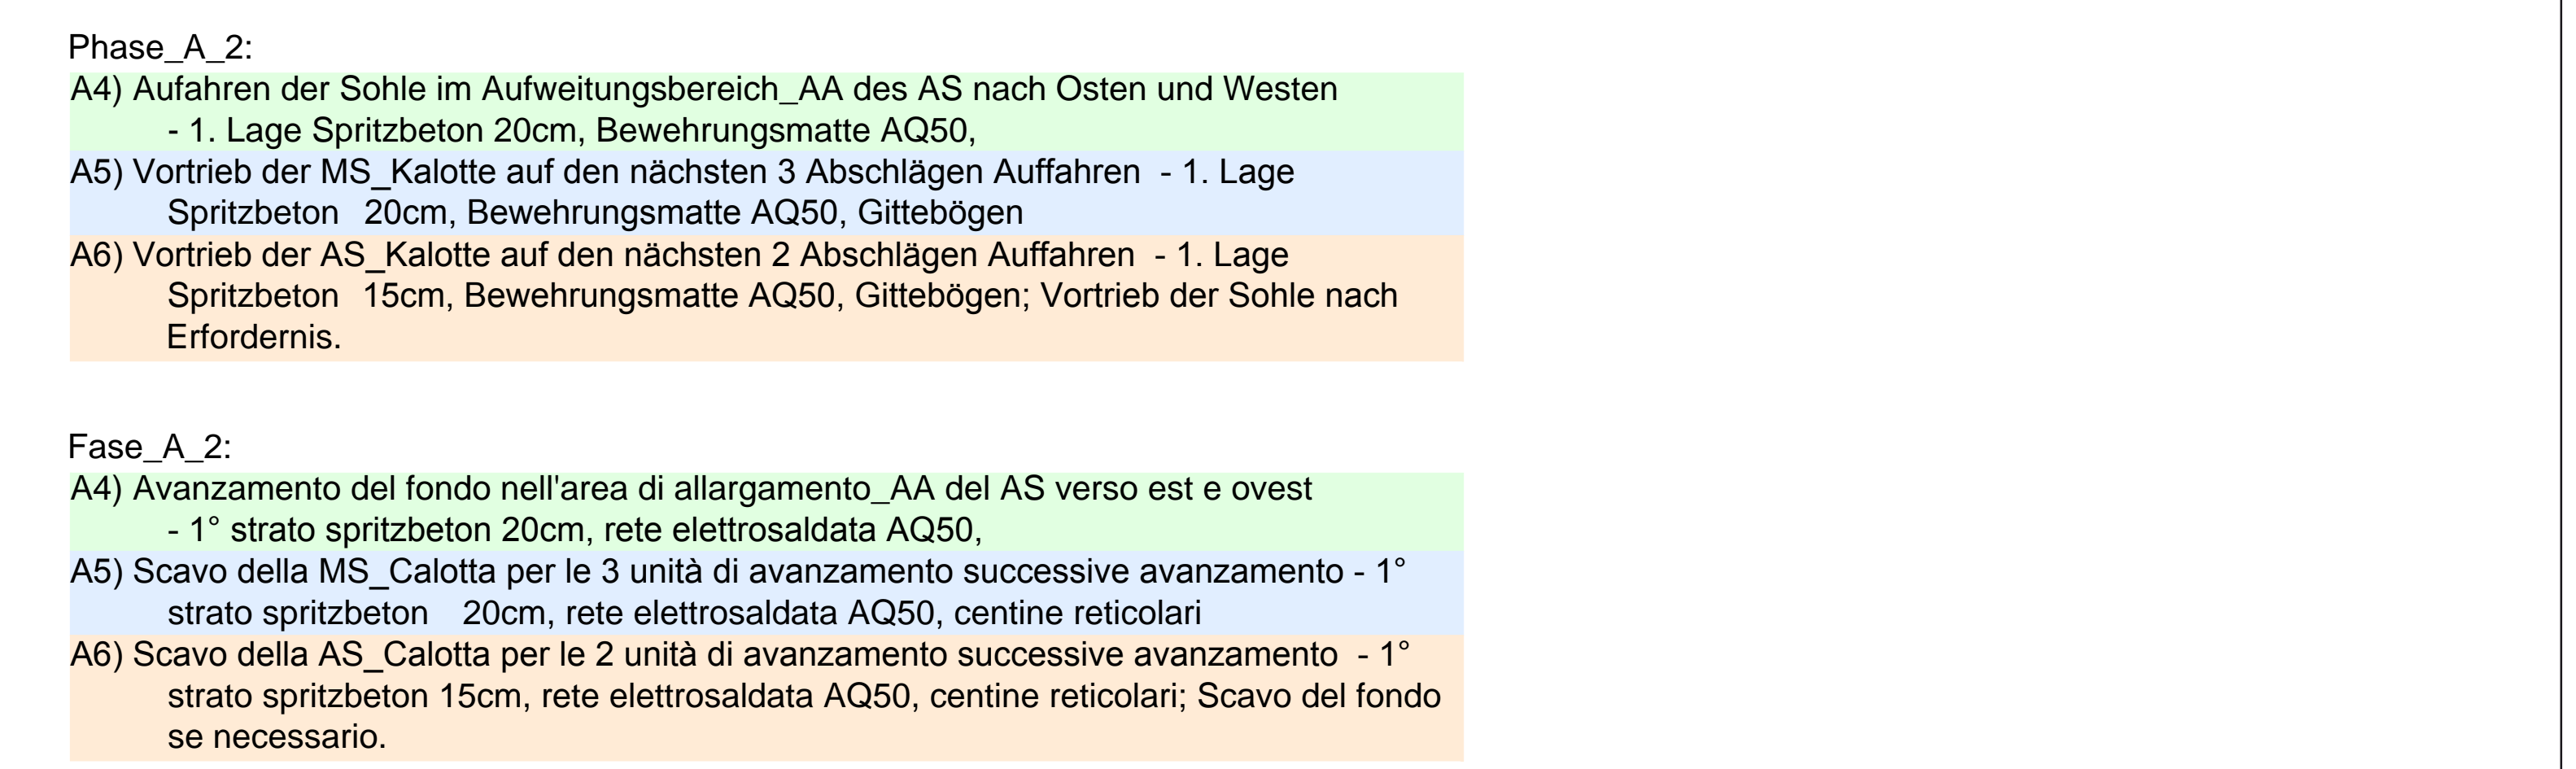 Phase_A_2:
A4) Aufahren der Sohle im Aufweitungsbereich_AA des AS nach Osten und Westen
- 1. Lage Spritzbeton 20cm, Bewehrungsmatte AQ50,
A5) Vortrieb der MS_Kalotte auf den nächsten 3 Abschlägen Auffahren - 1. Lage
Spritzbeton 20cm, Bewehrungsmatte AQ50, Gittebögen
A6) Vortrieb der AS_Kalotte auf den nächsten 2 Abschlägen Auffahren - 1. Lage
Spritzbeton 15cm, Bewehrungsmatte AQ50, Gittebögen; Vortrieb der Sohle nach
Erfordernis.
Fase_A_2:
A4) Avanzamento del fondo nell'area di allargamento_AA del AS verso est e ovest
- 1° strato spritzbeton 20cm, rete elettrosaldata AQ50,
A5) Scavo della MS_Calotta per le 3 unità di avanzamento successive avanzamento - 1°
strato spritzbeton 20cm, rete elettrosaldata AQ50, centine reticolari
A6) Scavo della AS_Calotta per le 2 unità di avanzamento successive avanzamento - 1°
strato spritzbeton 15cm, rete elettrosaldata AQ50, centine reticolari; Scavo del fondo
se necessario.